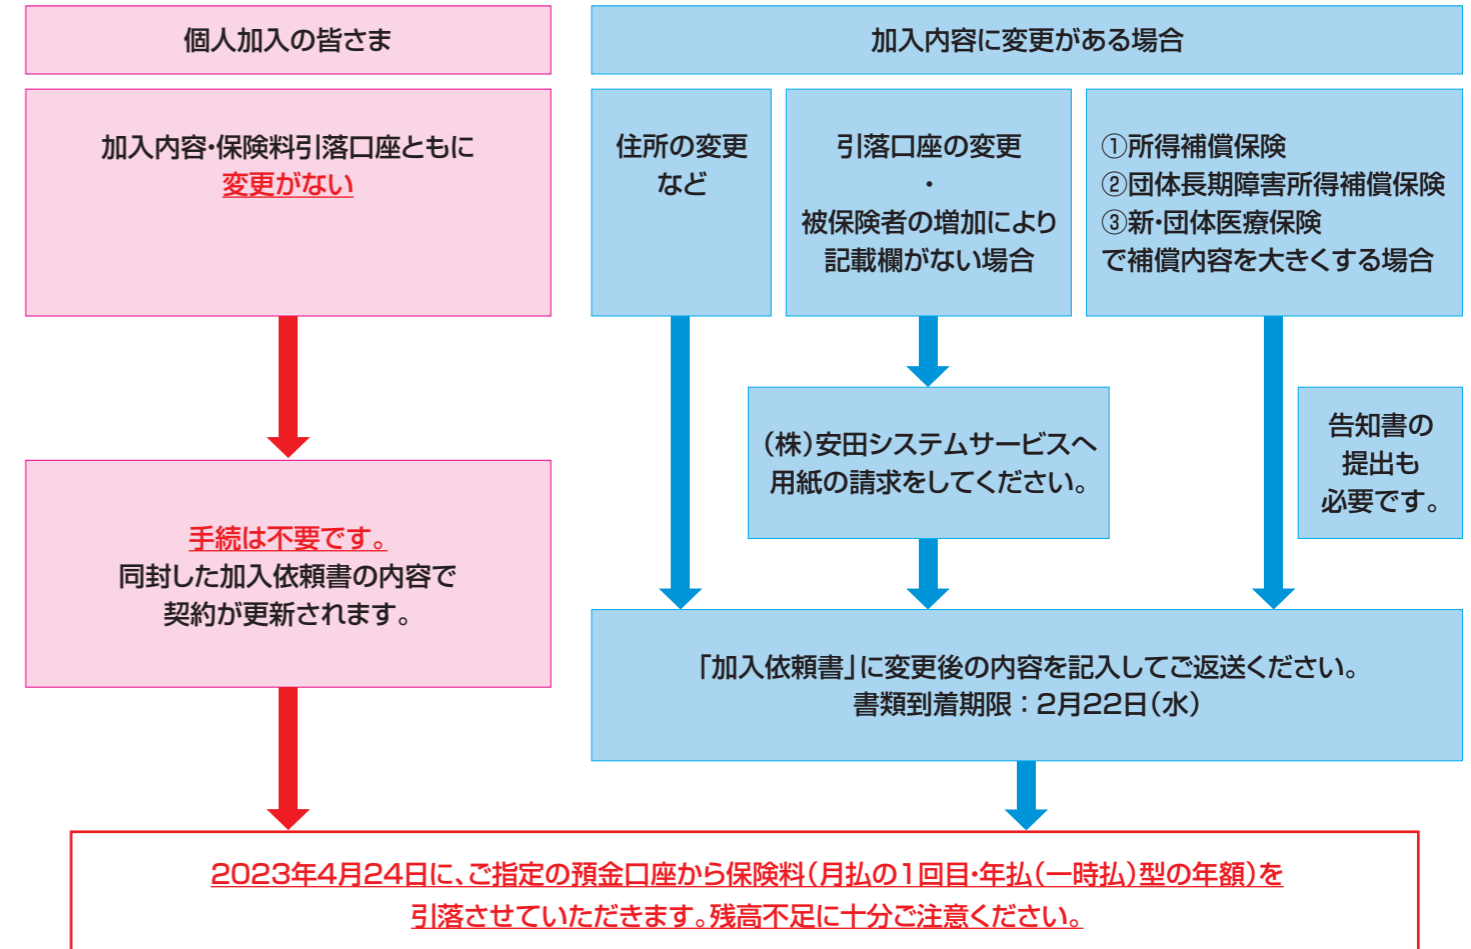 個人加入の皆さま
加入内容・保険料引落口座ともに
変更がない
手続は不要です。
同封した加入依頼書の内容で
契約が更新されます。
加入内容に変更がある場合
住所の変更
など
引落口座の変更
・
被保険者の増加により
記載欄がない場合
①所得補償保険
②団体長期障害所得補償保険
③新・団体医療保険
で補償内容を大きくする場合
（株）安田システムサービスへ
用紙の請求をしてください。
告知書の
提出も
必要です。
「加入依頼書」に変更後の内容を記入してご返送ください。
書類到着期限：2月22日（水）
2023年4月24日に、ご指定の預金口座から保険料（月払の1回目・年払（一時払）型の年額）を
引落させていただきます。残高不足に十分ご注意ください。